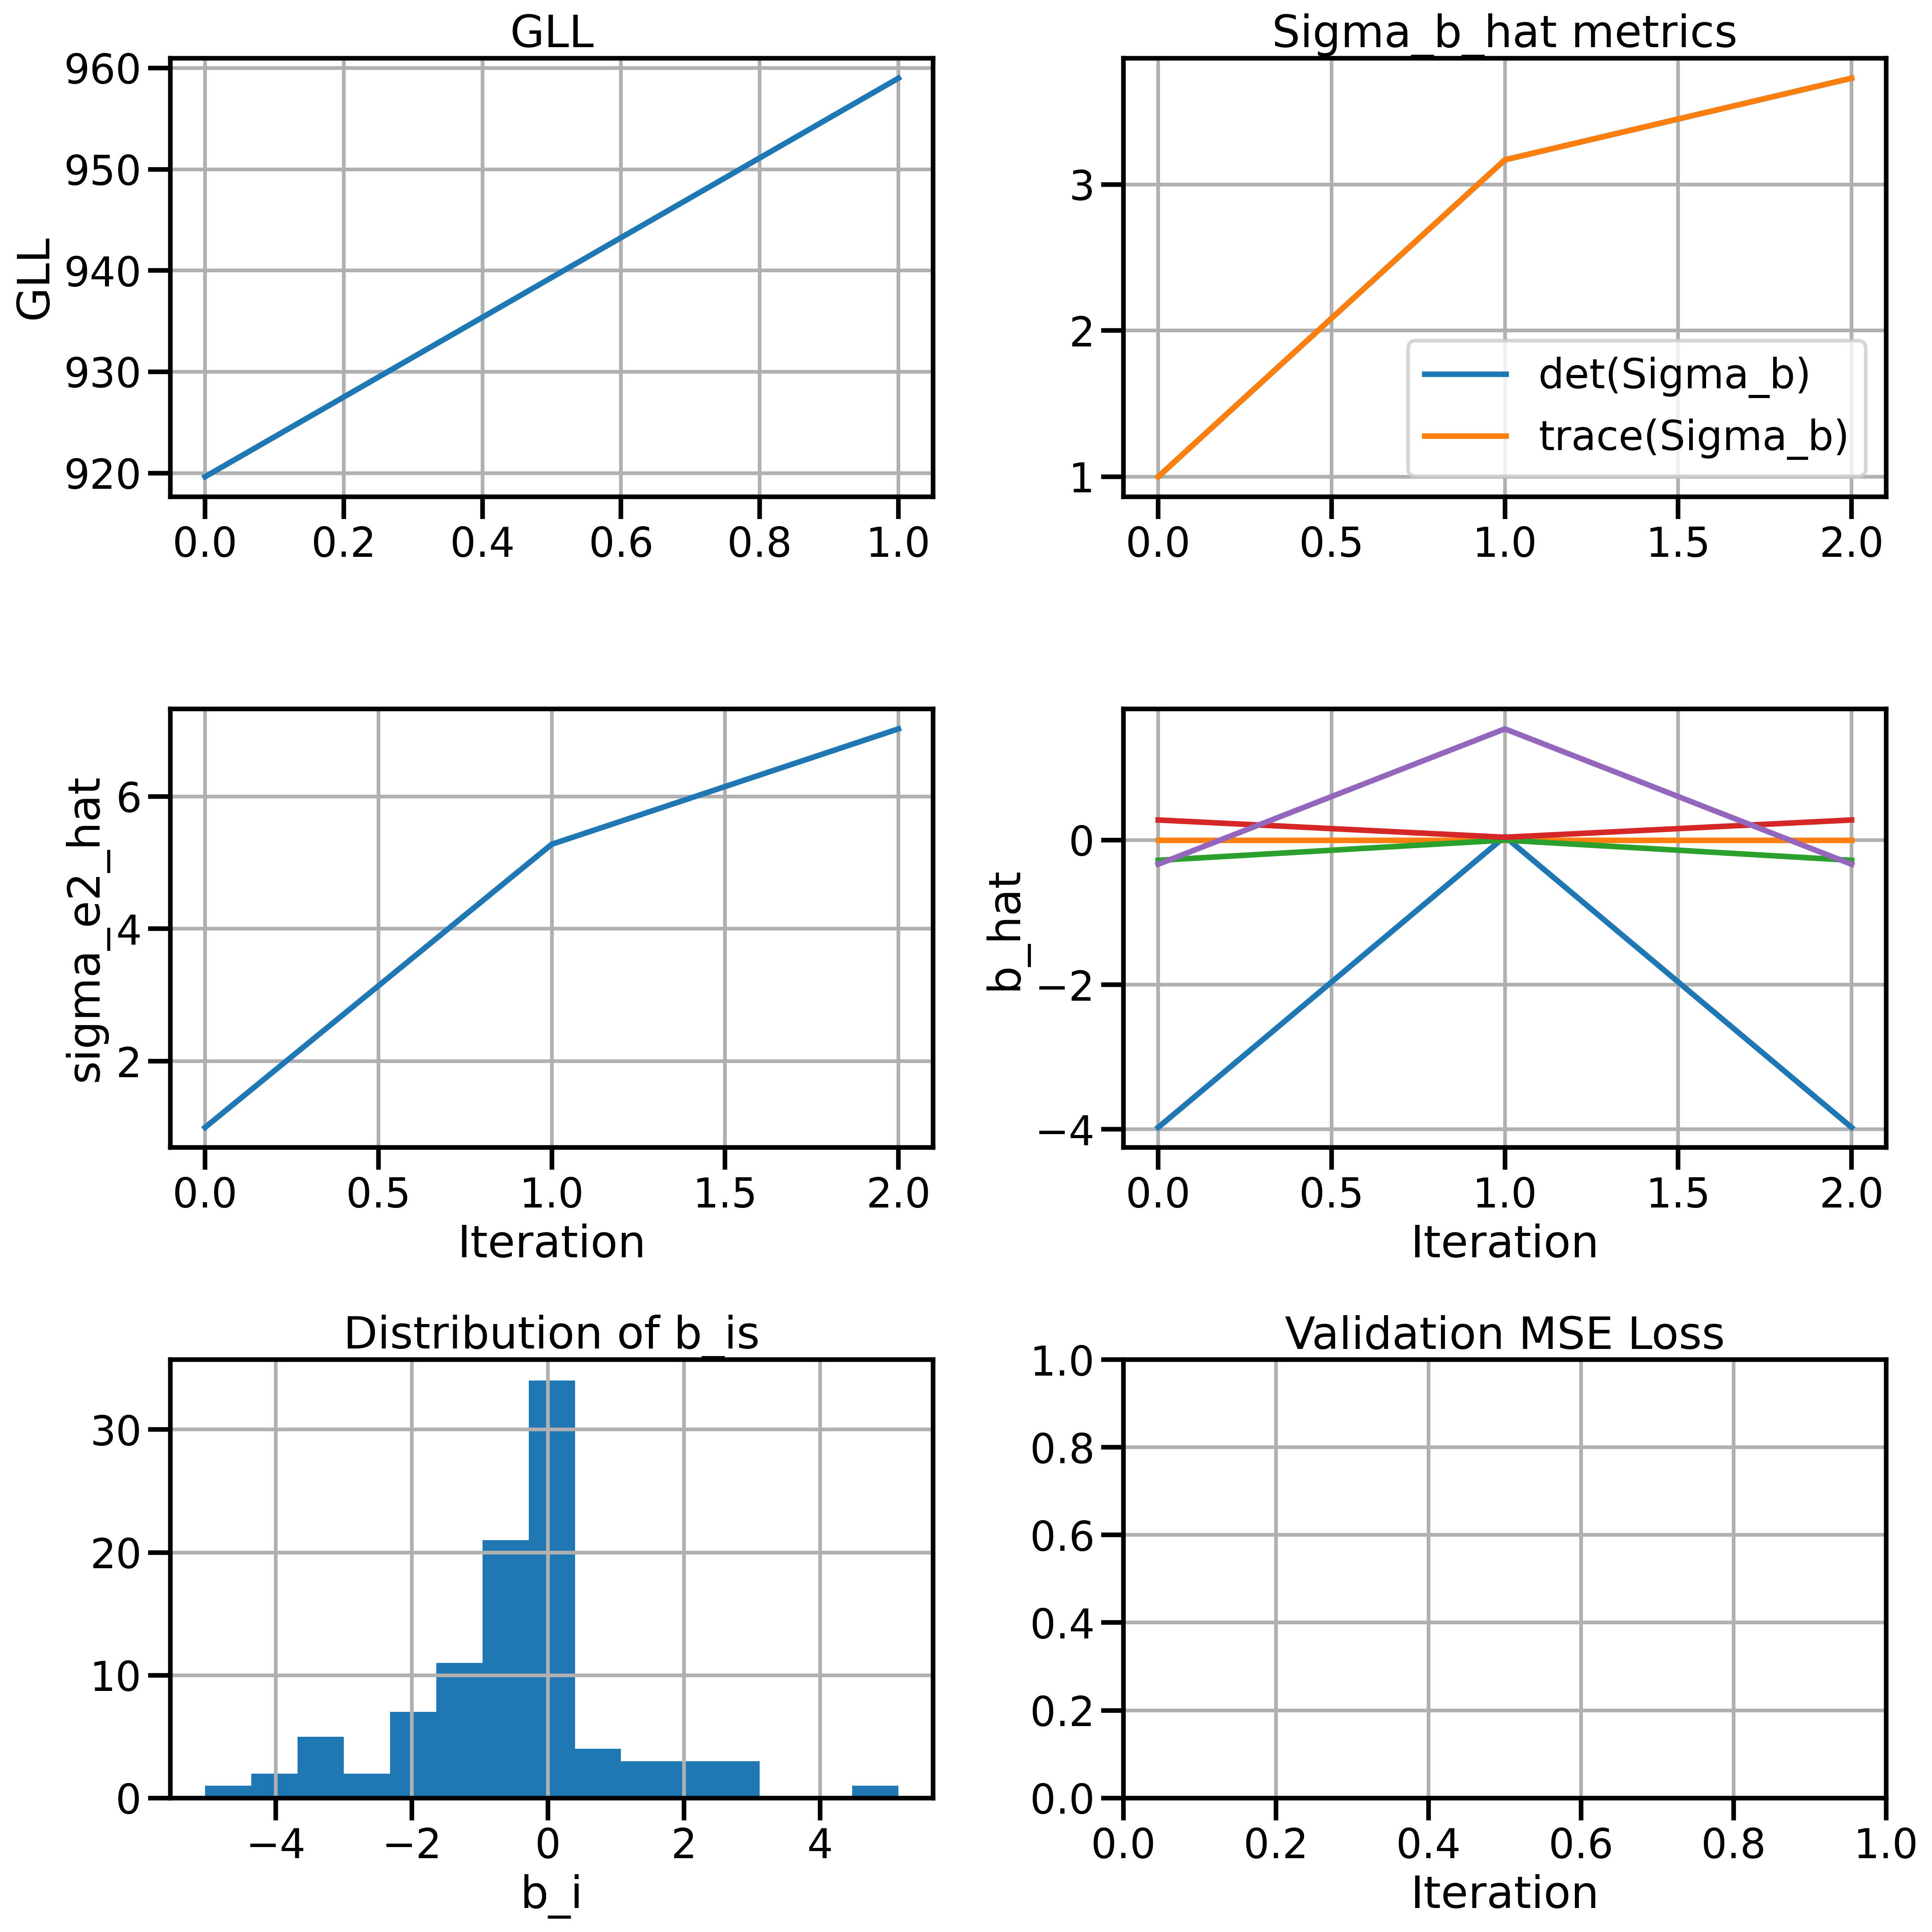 GLL
GLL
960
950
940
930
920
0.0 0.2 0.4 0.6 0.8 1.0
Sigma_b_hat metrics
3
2
1
det(Sigma_b)
trace(Sigma_b)
0.0 0.5 1.0 1.5 2.0
sigma_e2_hat
6
4
2
0.0 0.5 1.0 1.5 2.0
Iteration
b_hat
0
−2
−4
0.0 0.5 1.0 1.5 2.0
Iteration
Distribution of b_is
30
20
10
0
−4 −2 0 2 4
b_i
Validation MSE Loss
1.0
0.8
0.6
0.4
0.2
0.0
0.0 0.2 0.4 0.6 0.8 1.0
Iteration